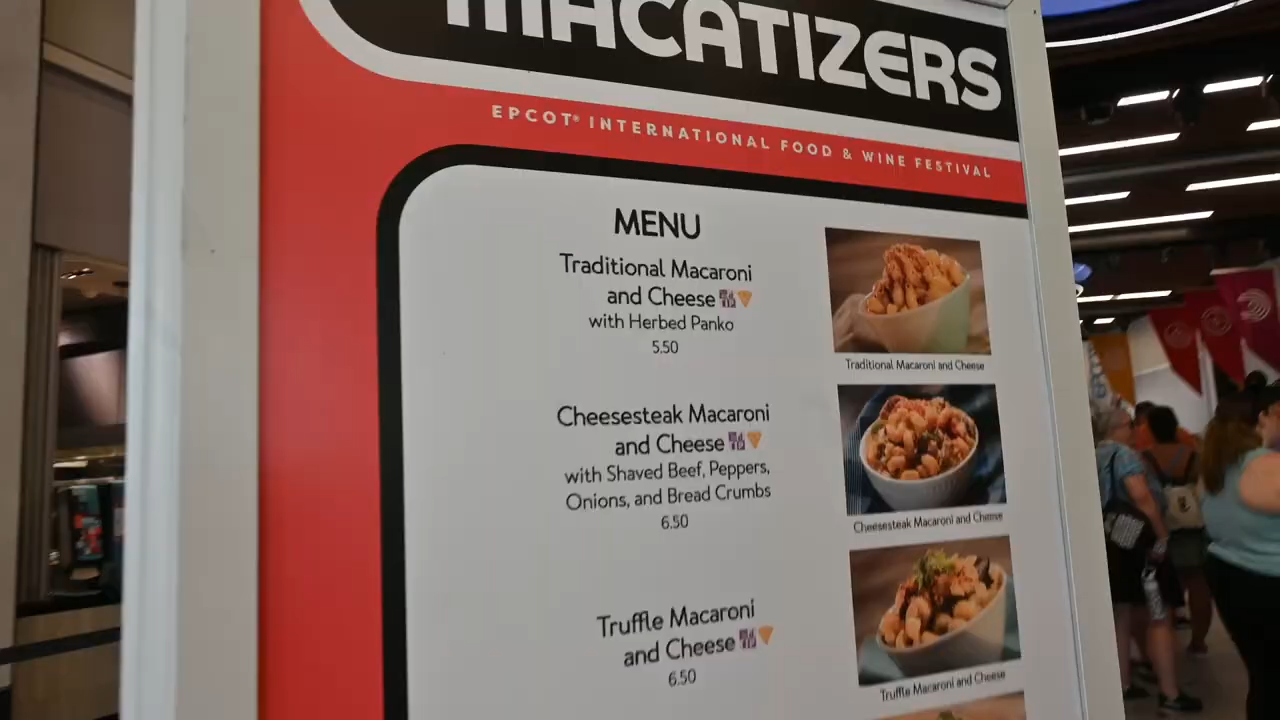 MACATIZERS
EPCOT® INTERNATIONAL FOOD & WINE FESTIVAL
MENU
Traditional Macaroni
and Cheese
with Herbed Panko
5.50
Traditional Macaroni and Cheese
Cheesesteak Macaroni
and Cheese
with Shaved Beef, Peppers,
Onions, and Bread Crumbs
6.50
Cheesesteak Macaroni and Cheese
Truffle Macaroni
and Cheese
6.50
Truffle Macaroni and Cheese